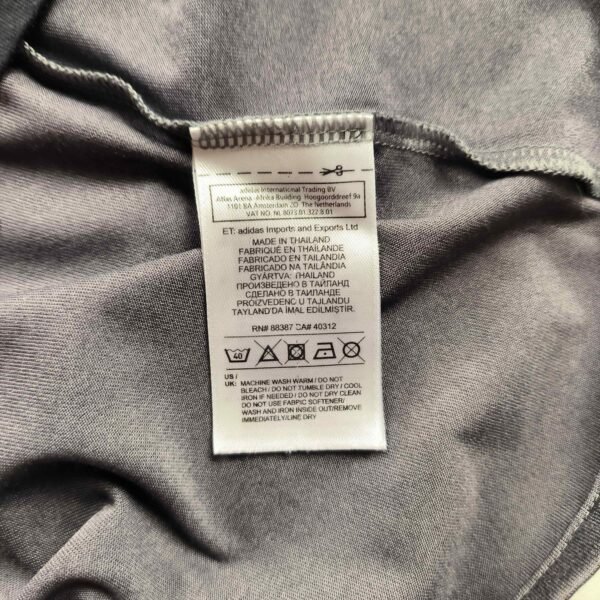 adidas International Trading BV
Atlas Arena - Afrika Building Hoogoorddreef 9a
1101 BA Amsterdam ZO The Netherlands
VAT NO. NL 8073.01.322.B.01
ET: adidas Imports and Exports Ltd
MADE IN THAILAND
FABRIQUÉ EN THAÏLANDE
FABRICADO EN TAILANDIA
FABRICADO NA TAILÂNDIA
GYÁRTVA: THAILAND
ПРОИЗВЕДЕНО В ТАЙЛАНД
СДЕЛАНО В ТАИЛАНДЕ
PROIZVEDENO U TAJLANDU
TAYLAND'DA İMAL EDİLMİŞTİR.
RN# 88387 CA# 40312
40
US /
UK: MACHINE WASH WARM / DO NOT
BLEACH / DO NOT TUMBLE DRY / COOL
IRON IF NEEDED / DO NOT DRY CLEAN
DO NOT USE FABRIC SOFTENER/
WASH AND IRON INSIDE OUT/REMOVE
IMMEDIATELY/LINE DRY